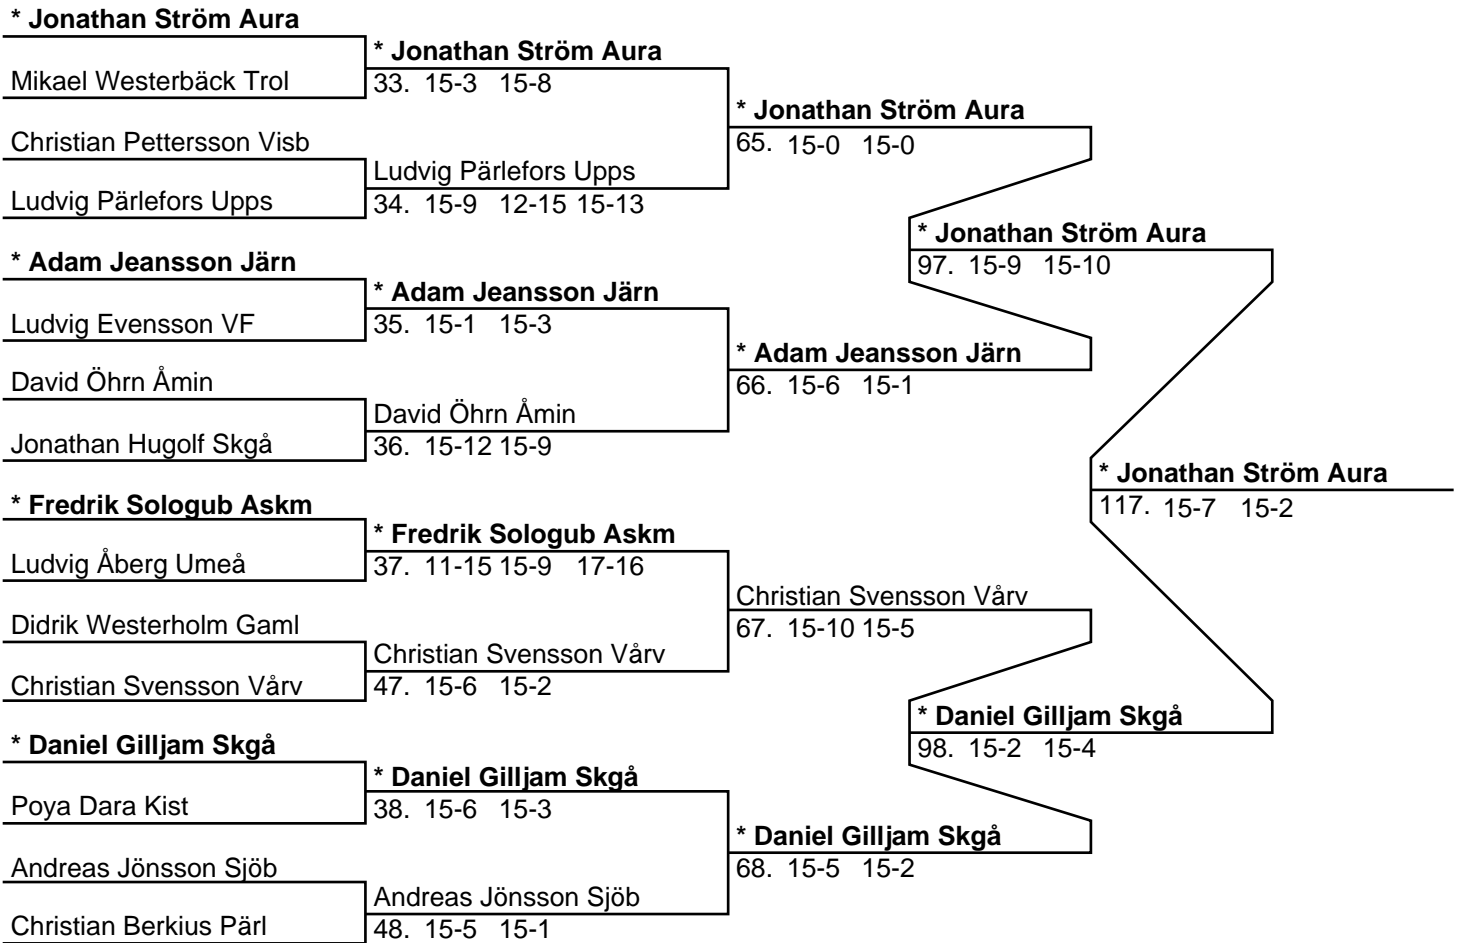 * Jonathan Ström Aura
Mikael Westerbäck Trol
Christian Pettersson Visb
Ludvig Pärlefors Upps
* Adam Jeansson Järn
Ludvig Evensson VF
David Öhrn Åmin
Jonathan Hugolf Skgå
* Fredrik Sologub Askm
Ludvig Åberg Umeå
Didrik Westerholm Gaml
Christian Svensson Vårv
* Daniel Gilljam Skgå
Poya Dara Kist
Andreas Jönsson Sjöb
Christian Berkius Pärl
* Jonathan Ström Aura
33. 15-3 15-8
Ludvig Pärlefors Upps
34. 15-9 12-15 15-13
* Adam Jeansson Järn
35. 15-1 15-3
David Öhrn Åmin
36. 15-12 15-9
* Fredrik Sologub Askm
37. 11-15 15-9 17-16
Christian Svensson Vårv
47. 15-6 15-2
* Daniel Gilljam Skgå
38. 15-6 15-3
Andreas Jönsson Sjöb
48. 15-5 15-1
* Jonathan Ström Aura
65. 15-0 15-0
* Adam Jeansson Järn
66. 15-6 15-1
Christian Svensson Vårv
67. 15-10 15-5
* Daniel Gilljam Skgå
68. 15-5 15-2
* Jonathan Ström Aura
97. 15-9 15-10
* Daniel Gilljam Skgå
98. 15-2 15-4
* Jonathan Ström Aura
117. 15-7 15-2